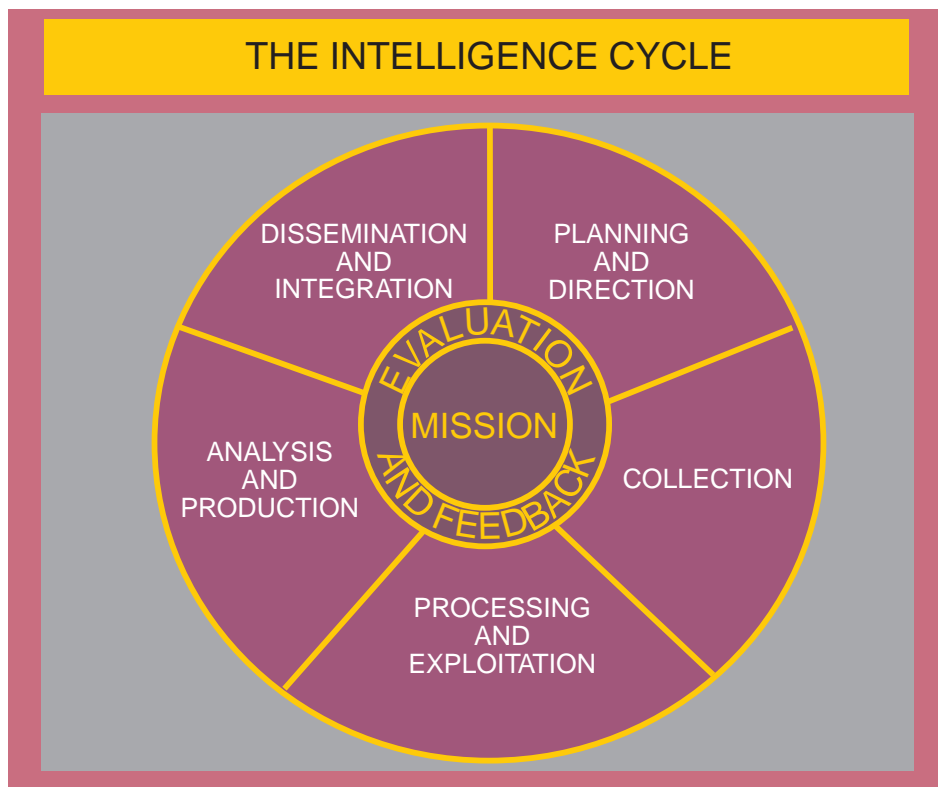 THE INTELLIGENCE CYCLE
DISSEMINATION
AND
INTEGRATION
PLANNING
AND
DIRECTION
EVALUATION
MISSION
AND FEEDBACK
ANALYSIS
AND
PRODUCTION
COLLECTION
PROCESSING
AND
EXPLOITATION